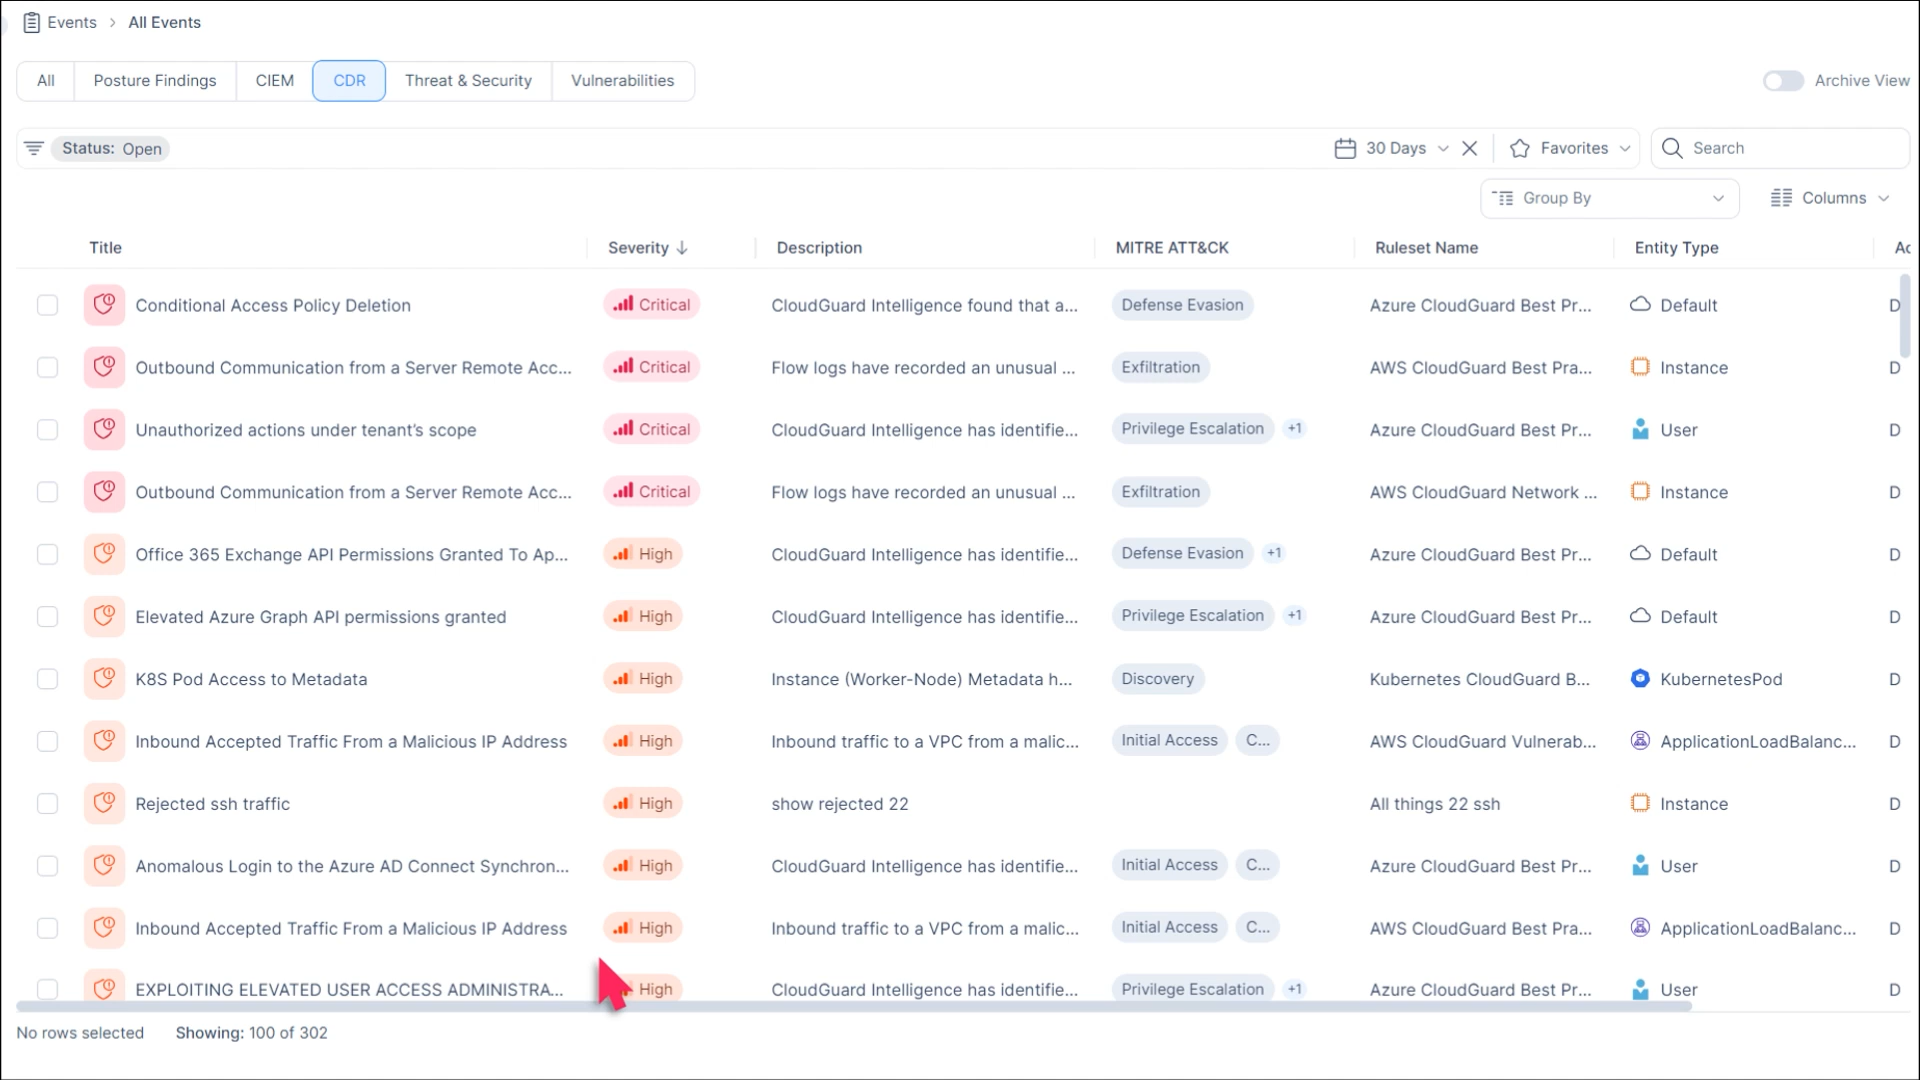 Events > All Events
All Posture Findings CIEM CDR Threat & Security Vulnerabilities Archive View
Status: Open 30 Days Favorites Search
Group By Columns
Title Severity Description MITRE ATT&CK Ruleset Name Entity Type Ac
Conditional Access Policy Deletion Critical CloudGuard Intelligence found that a... Defense Evasion Azure CloudGuard Best Pr... Default D
Outbound Communication from a Server Remote Acc... Critical Flow logs have recorded an unusual ... Exfiltration AWS CloudGuard Best Pra... Instance D
Unauthorized actions under tenant's scope Critical CloudGuard Intelligence has identifie... Privilege Escalation +1 Azure CloudGuard Best Pr... User D
Outbound Communication from a Server Remote Acc... Critical Flow logs have recorded an unusual ... Exfiltration AWS CloudGuard Network ... Instance D
Office 365 Exchange API Permissions Granted To Ap... High CloudGuard Intelligence has identifie... Defense Evasion +1 Azure CloudGuard Best Pr... Default D
Elevated Azure Graph API permissions granted High CloudGuard Intelligence has identifie... Privilege Escalation +1 Azure CloudGuard Best Pr... Default D
K8S Pod Access to Metadata High Instance (Worker-Node) Metadata h... Discovery Kubernetes CloudGuard B... KubernetesPod D
Inbound Accepted Traffic From a Malicious IP Address High Inbound traffic to a VPC from a malic... Initial Access C... AWS CloudGuard Vulnerab... ApplicationLoadBalanc... D
Rejected ssh traffic High show rejected 22 All things 22 ssh Instance D
Anomalous Login to the Azure AD Connect Synchron... High CloudGuard Intelligence has identifie... Initial Access C... Azure CloudGuard Best Pr... User D
Inbound Accepted Traffic From a Malicious IP Address High Inbound traffic to a VPC from a malic... Initial Access C... AWS CloudGuard Best Pra... ApplicationLoadBalanc... D
EXPLOITING ELEVATED USER ACCESS ADMINISTRA... High CloudGuard Intelligence has identifie... Privilege Escalation +1 Azure CloudGuard Best Pr... User D
No rows selected Showing: 100 of 302